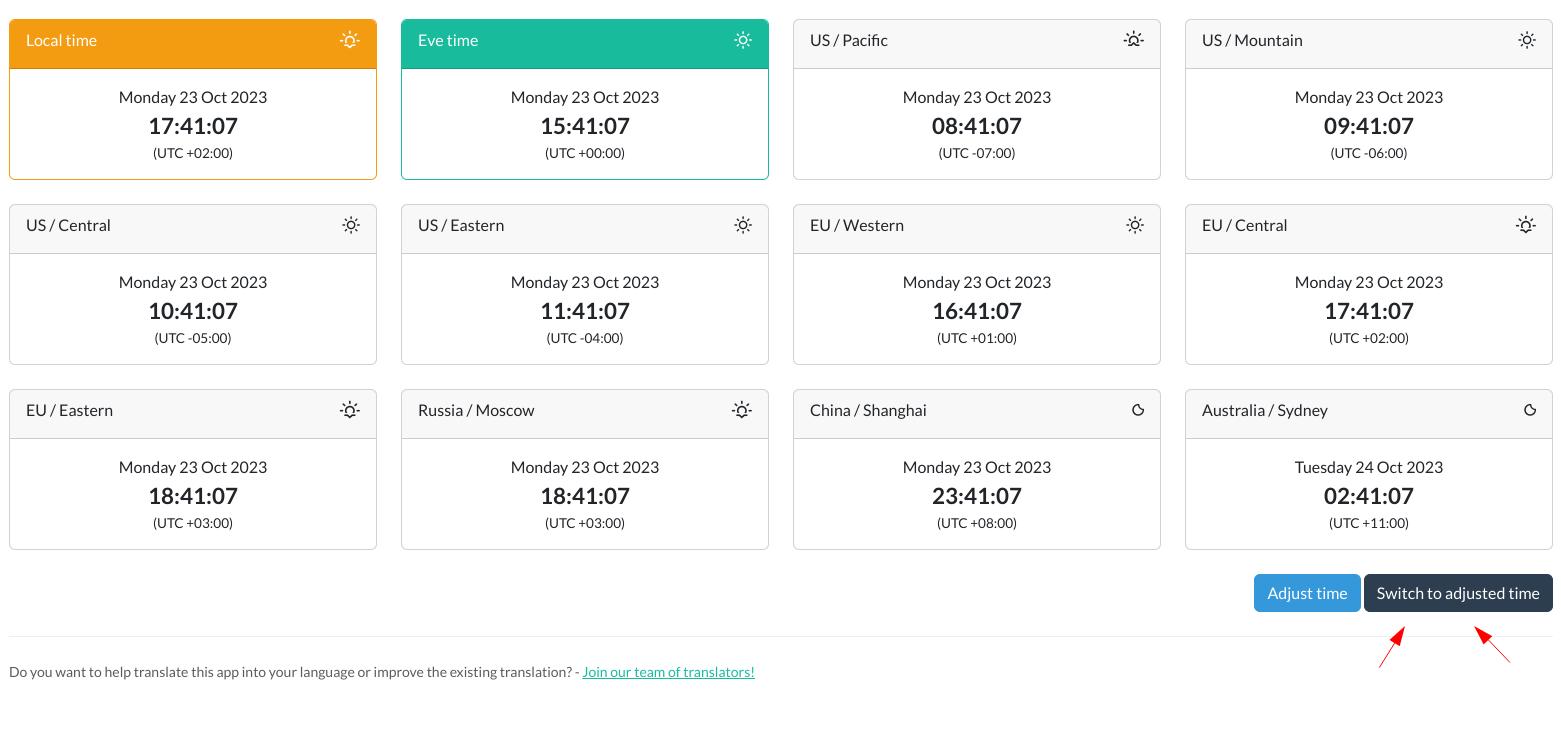 Local time
Monday 23 Oct 2023
17:41:07
(UTC +02:00)
Eve time
Monday 23 Oct 2023
15:41:07
(UTC +00:00)
US / Pacific
Monday 23 Oct 2023
08:41:07
(UTC -07:00)
US / Mountain
Monday 23 Oct 2023
09:41:07
(UTC -06:00)
US / Central
Monday 23 Oct 2023
10:41:07
(UTC -05:00)
US / Eastern
Monday 23 Oct 2023
11:41:07
(UTC -04:00)
EU / Western
Monday 23 Oct 2023
16:41:07
(UTC +01:00)
EU / Central
Monday 23 Oct 2023
17:41:07
(UTC +02:00)
EU / Eastern
Monday 23 Oct 2023
18:41:07
(UTC +03:00)
Russia / Moscow
Monday 23 Oct 2023
18:41:07
(UTC +03:00)
China / Shanghai
Monday 23 Oct 2023
23:41:07
(UTC +08:00)
Australia / Sydney
Tuesday 24 Oct 2023
02:41:07
(UTC +11:00)
Adjust time
Switch to adjusted time
Do you want to help translate this app into your language or improve the existing translation? - Join our team of translators!